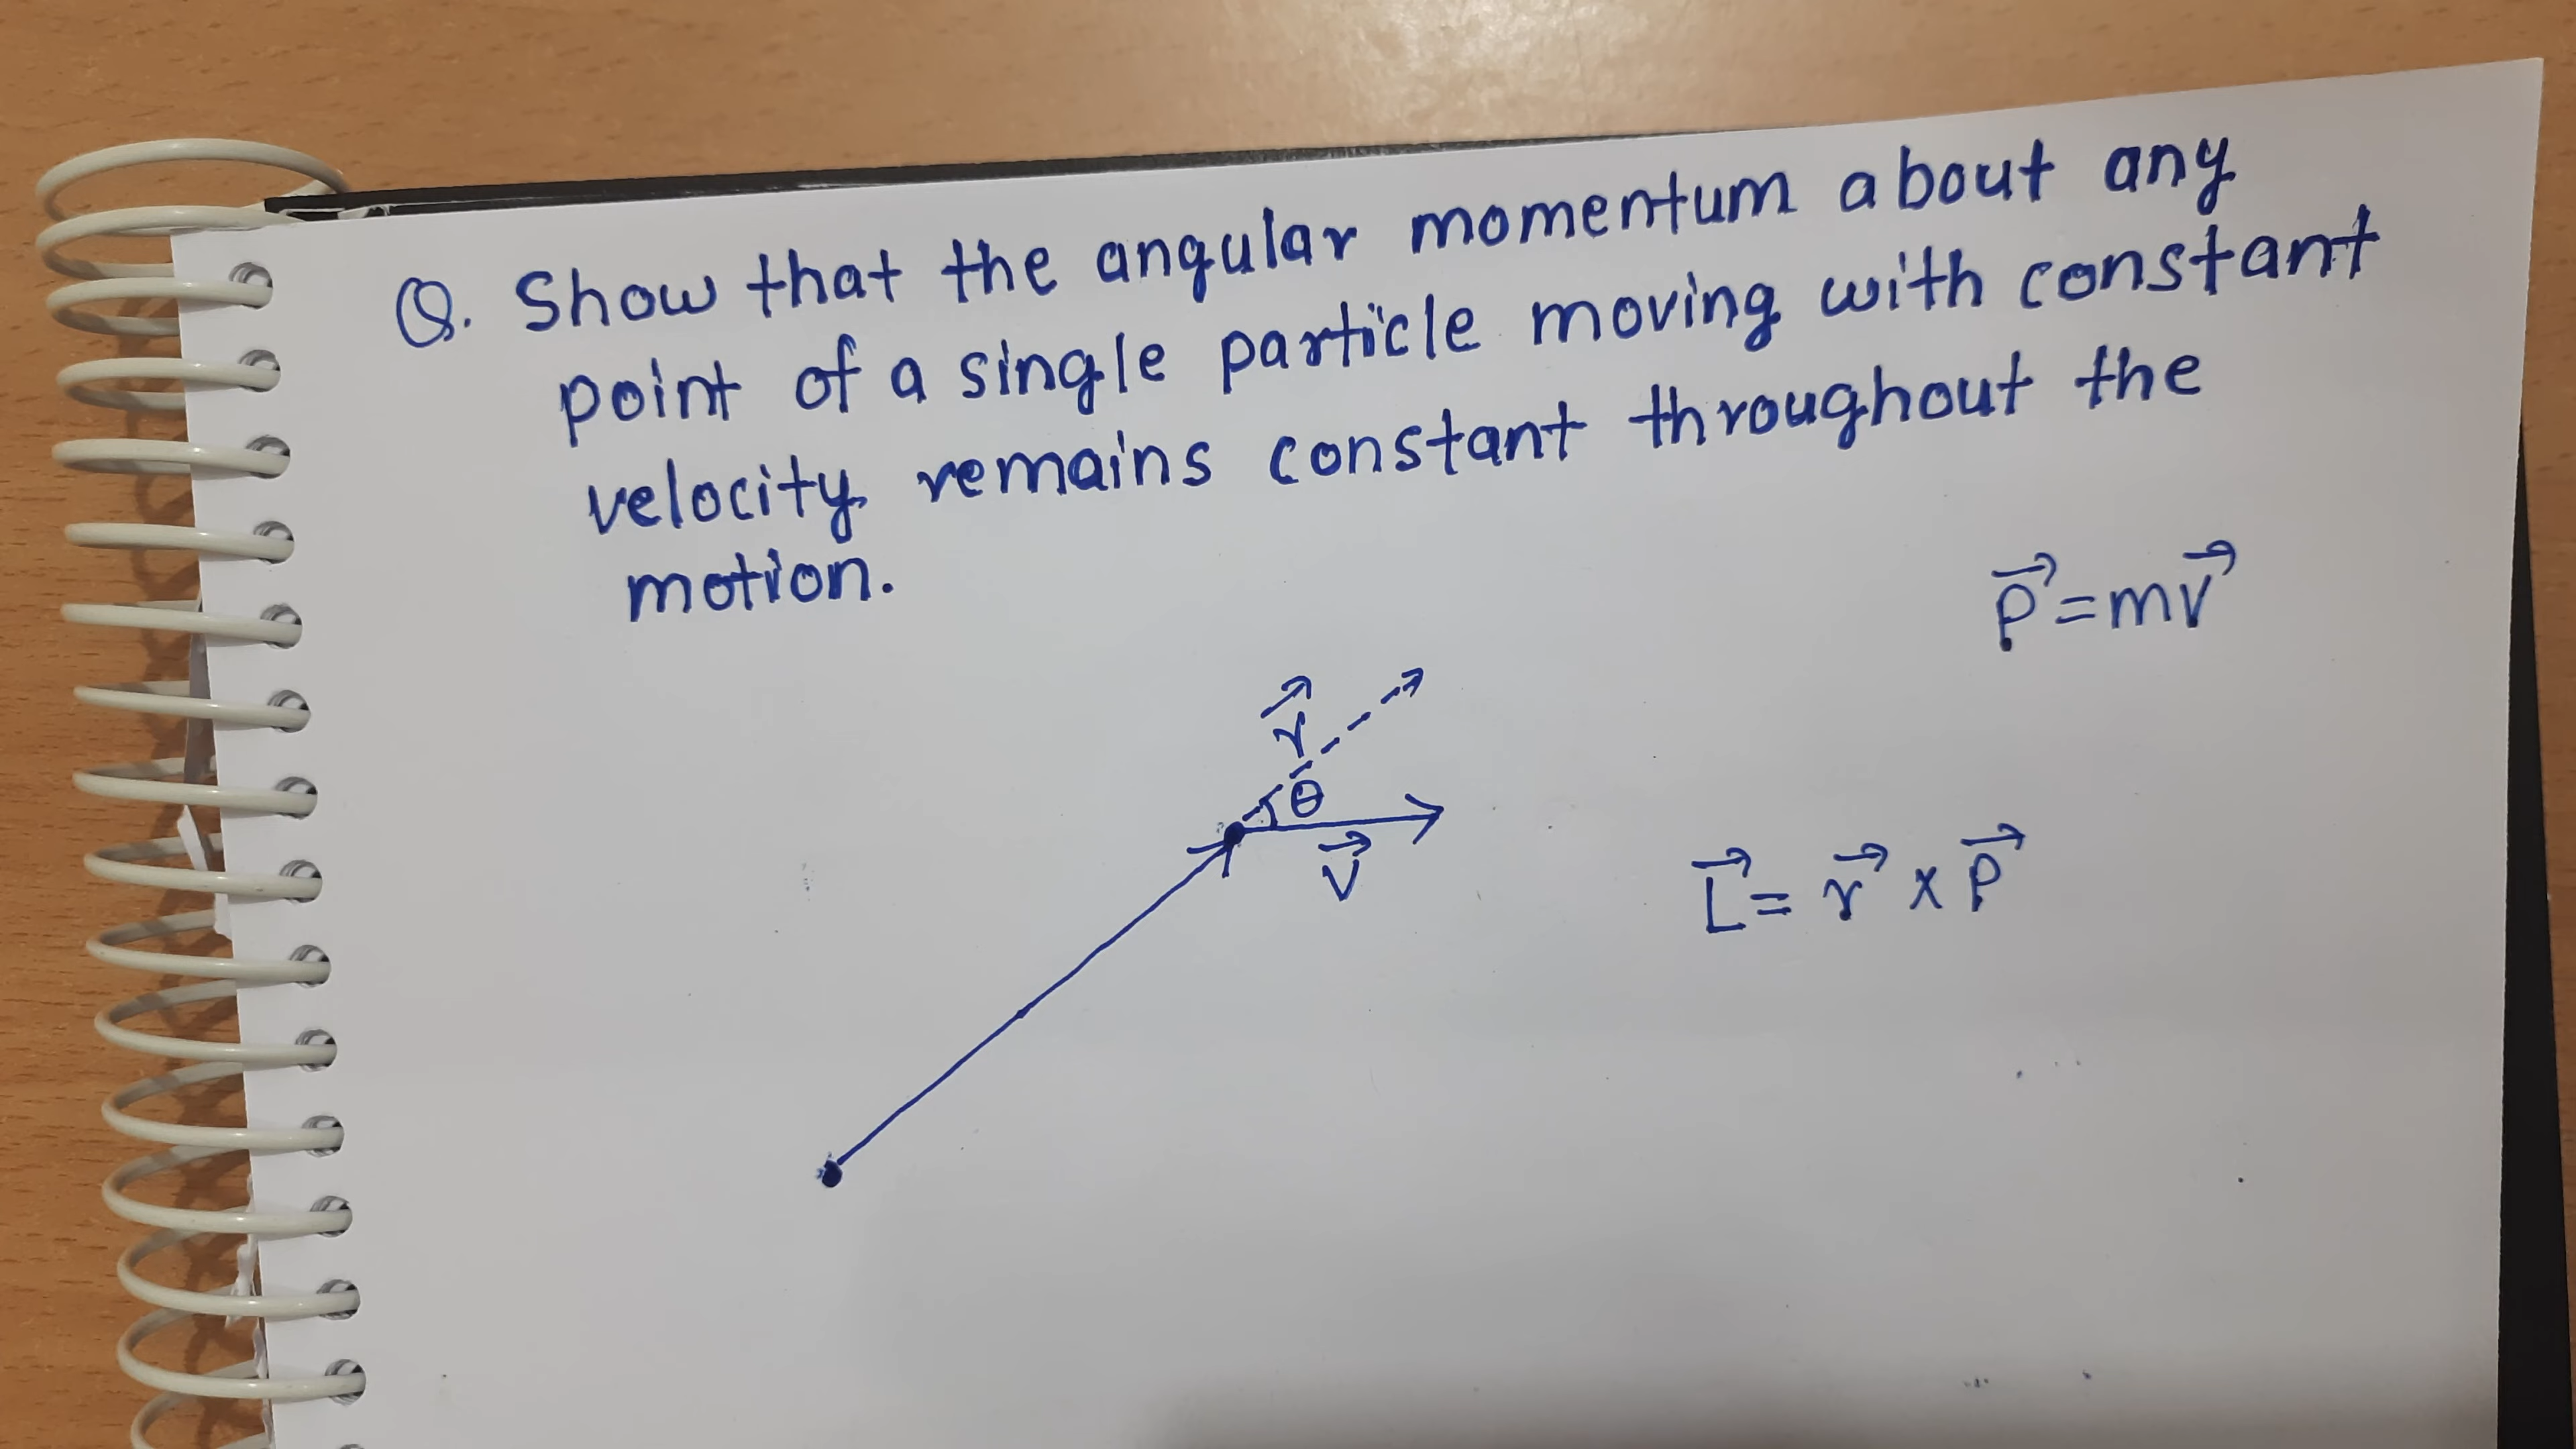 Q. Show that the angular momentum about any
point of a single particle moving with constant
velocity remains constant throughout the
motion.
P⃗ = mv⃗
r⃗
θ
V⃗
L⃗ = r⃗ × P⃗